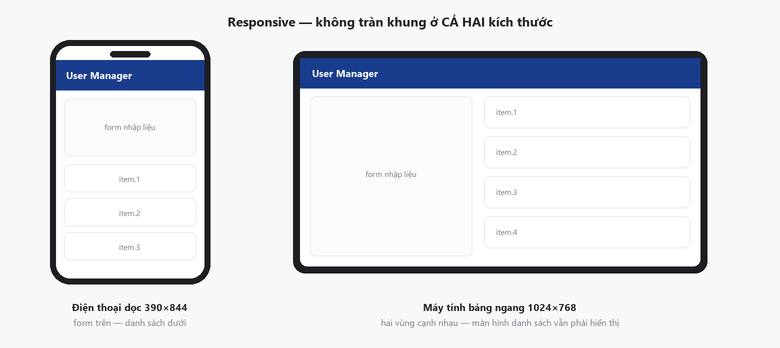 Responsive — không tràn khung ở CẢ HAI kích thước
User Manager
form nhập liệu
item.1
item.2
item.3
Điện thoại dọc 390×844
form trên — danh sách dưới
User Manager
form nhập liệu
item.1
item.2
item.3
item.4
Máy tính bảng ngang 1024×768
hai vùng cạnh nhau — màn hình danh sách vẫn phải hiển thị